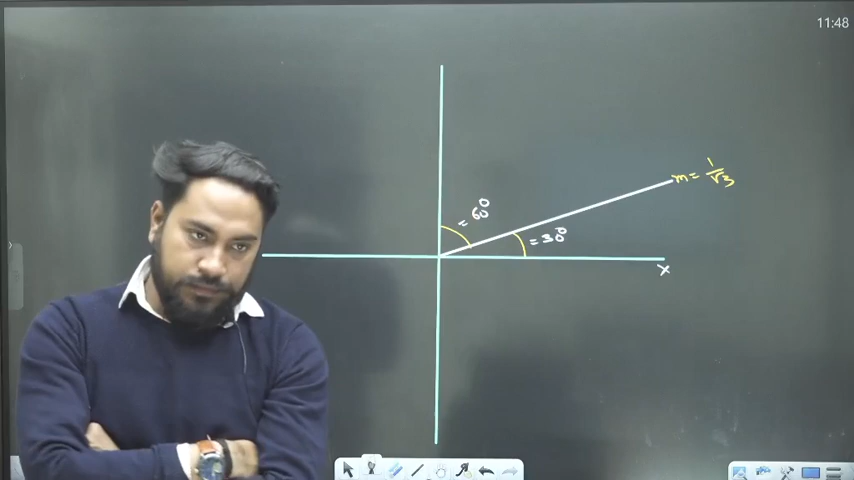 11:48
m = 1/√3
= 60°
= 30°
x